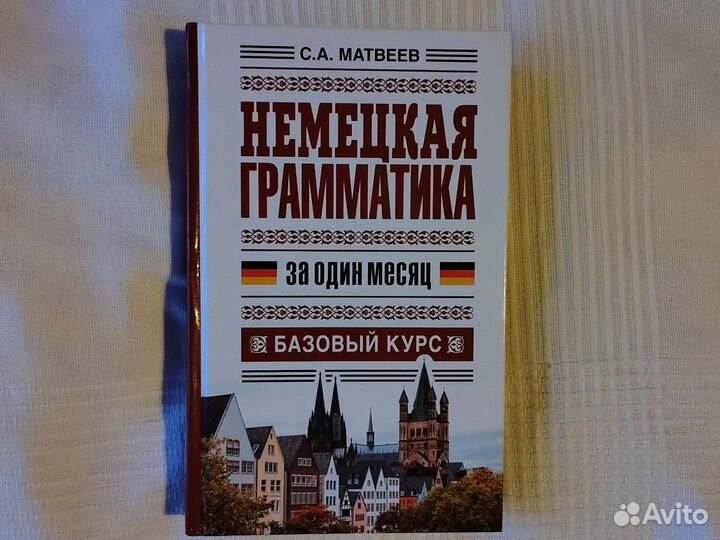 С.А. МАТВЕЕВ
НЕМЕЦКАЯ
ГРАММАТИКА
за один месяц
БАЗОВЫЙ КУРС
Avito